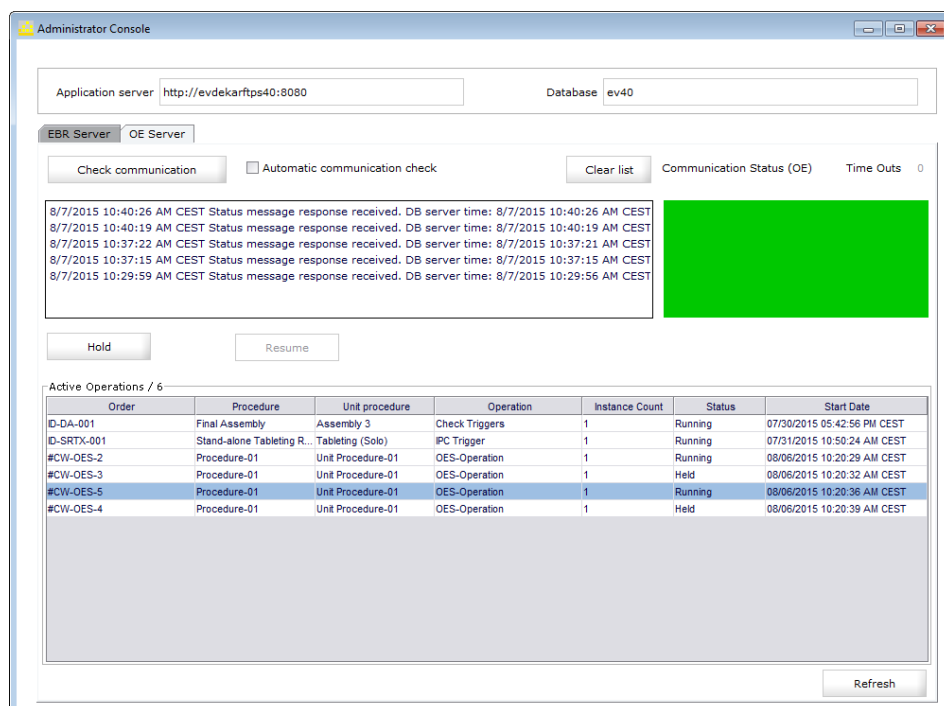 Administrator Console
Application server http://evdekarftps40:8080 Database ev40
EBR Server OE Server
Check communication Automatic communication check Clear list Communication Status (OE) Time Outs 0
8/7/2015 10:40:26 AM CEST Status message response received. DB server time: 8/7/2015 10:40:26 AM CEST
8/7/2015 10:40:19 AM CEST Status message response received. DB server time: 8/7/2015 10:40:19 AM CEST
8/7/2015 10:37:22 AM CEST Status message response received. DB server time: 8/7/2015 10:37:21 AM CEST
8/7/2015 10:37:15 AM CEST Status message response received. DB server time: 8/7/2015 10:37:15 AM CEST
8/7/2015 10:29:59 AM CEST Status message response received. DB server time: 8/7/2015 10:29:56 AM CEST
Hold Resume
Active Operations / 6
Order Procedure Unit procedure Operation Instance Count Status Start Date
ID-DA-001 Final Assembly Assembly 3 Check Triggers 1 Running 07/30/2015 05:42:56 PM CEST
ID-SRTX-001 Stand-alone Tableting R... Tableting (Solo) IPC Trigger 1 Running 07/31/2015 10:50:24 AM CEST
#CW-OES-2 Procedure-01 Unit Procedure-01 OES-Operation 1 Running 08/06/2015 10:20:29 AM CEST
#CW-OES-3 Procedure-01 Unit Procedure-01 OES-Operation 1 Held 08/06/2015 10:20:32 AM CEST
#CW-OES-5 Procedure-01 Unit Procedure-01 OES-Operation 1 Running 08/06/2015 10:20:36 AM CEST
#CW-OES-4 Procedure-01 Unit Procedure-01 OES-Operation 1 Held 08/06/2015 10:20:39 AM CEST
Refresh